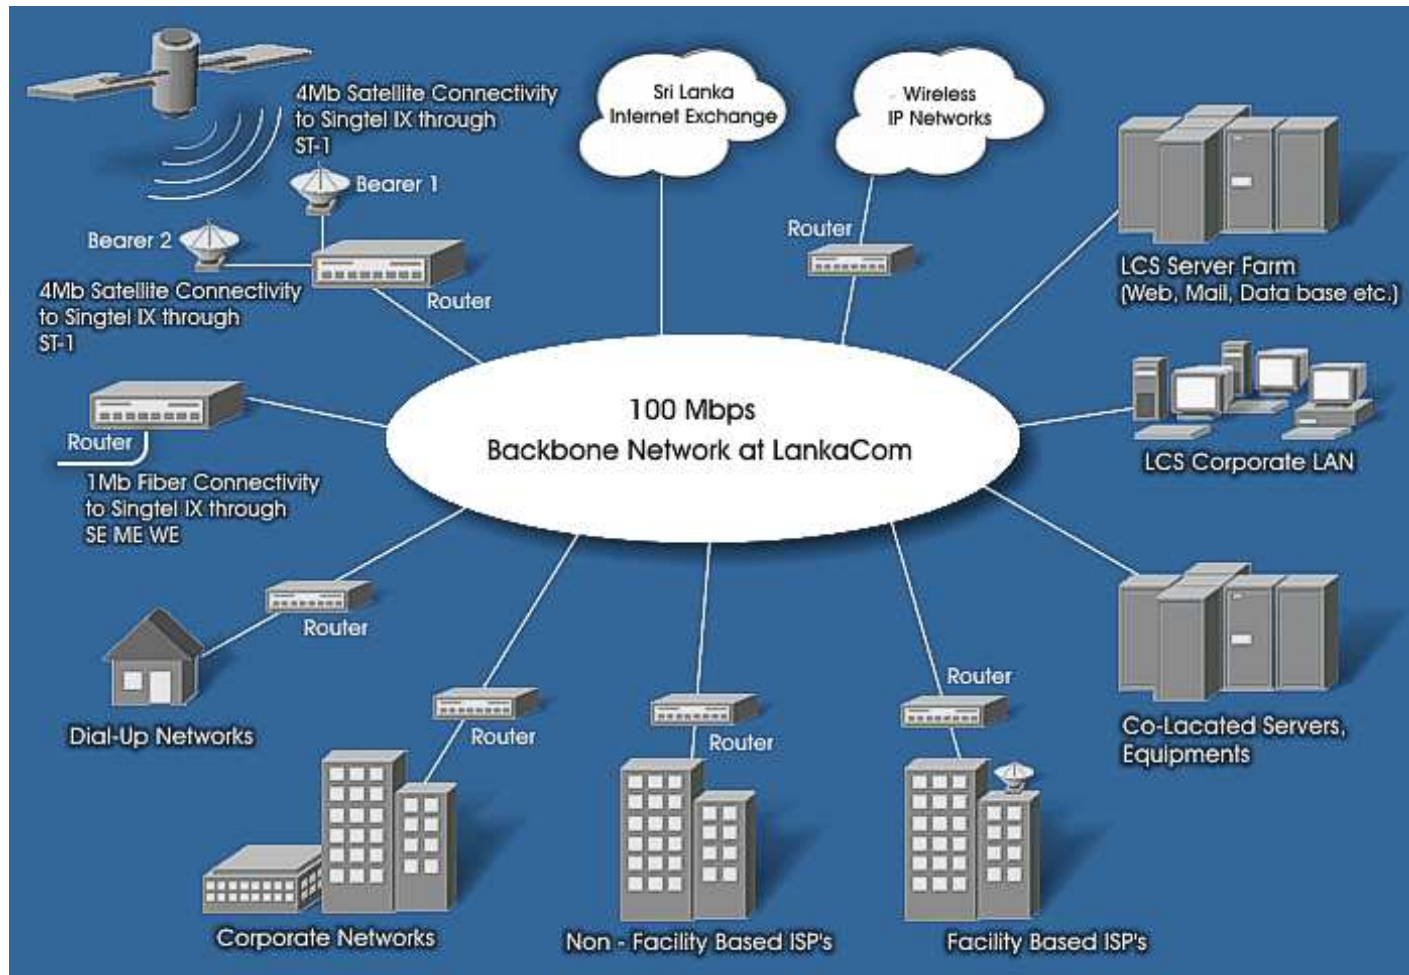 4Mb Satellite Connectivity
to Singtel IX through
ST-1
Bearer 1
Bearer 2
Router
4Mb Satellite Connectivity
to Singtel IX through
ST-1
Sri Lanka
Internet Exchange
Wireless
IP Networks
Router
LCS Server Farm
(Web, Mail, Data base etc.)
100 Mbps
Backbone Network at LankaCom
LCS Corporate LAN
Router
1Mb Fiber Connectivity
to Singtel IX through
SE ME WE
Router
Dial-Up Networks
Router
Corporate Networks
Router
Non - Facility Based ISP's
Router
Facility Based ISP's
Co-Lacated Servers,
Equipments